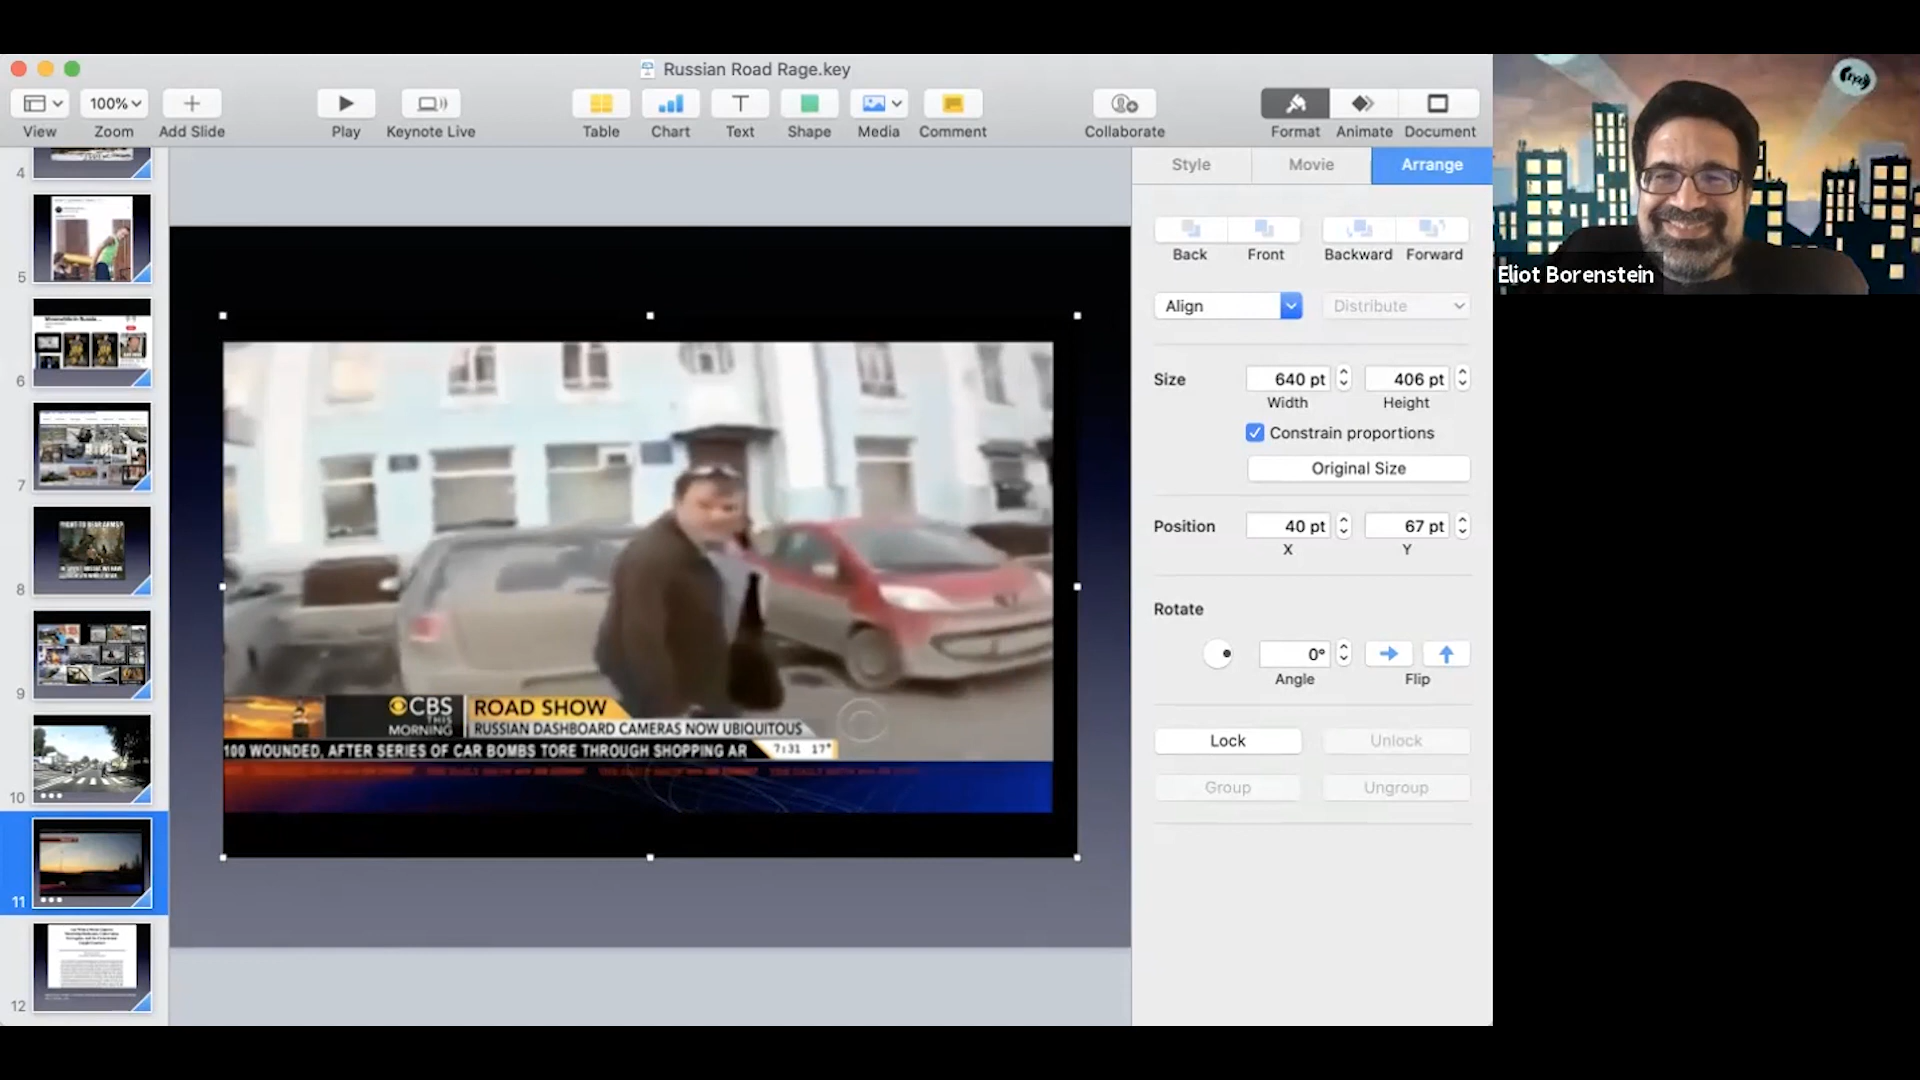 Russian Road Rage.key
100%
View
Zoom
Add Slide
Play
Keynote Live
Table
Chart
Text
Shape
Media
Comment
Collaborate
Format
Animate
Document
Style
Movie
Arrange
Back
Front
Backward
Forward
Align
Distribute
Size
640 pt
406 pt
Width
Height
Constrain proportions
Original Size
Position
40 pt
67 pt
X
Y
Rotate
0°
Angle
Flip
Lock
Unlock
Group
Ungroup
4
5
6
7
8
9
10
11
12
CBS
THIS
MORNING
ROAD SHOW
RUSSIAN DASHBOARD CAMERAS NOW UBIQUITOUS
100 WOUNDED, AFTER SERIES OF CAR BOMBS TORE THROUGH SHOPPING AR
7:31 17°
Eliot Borenstein